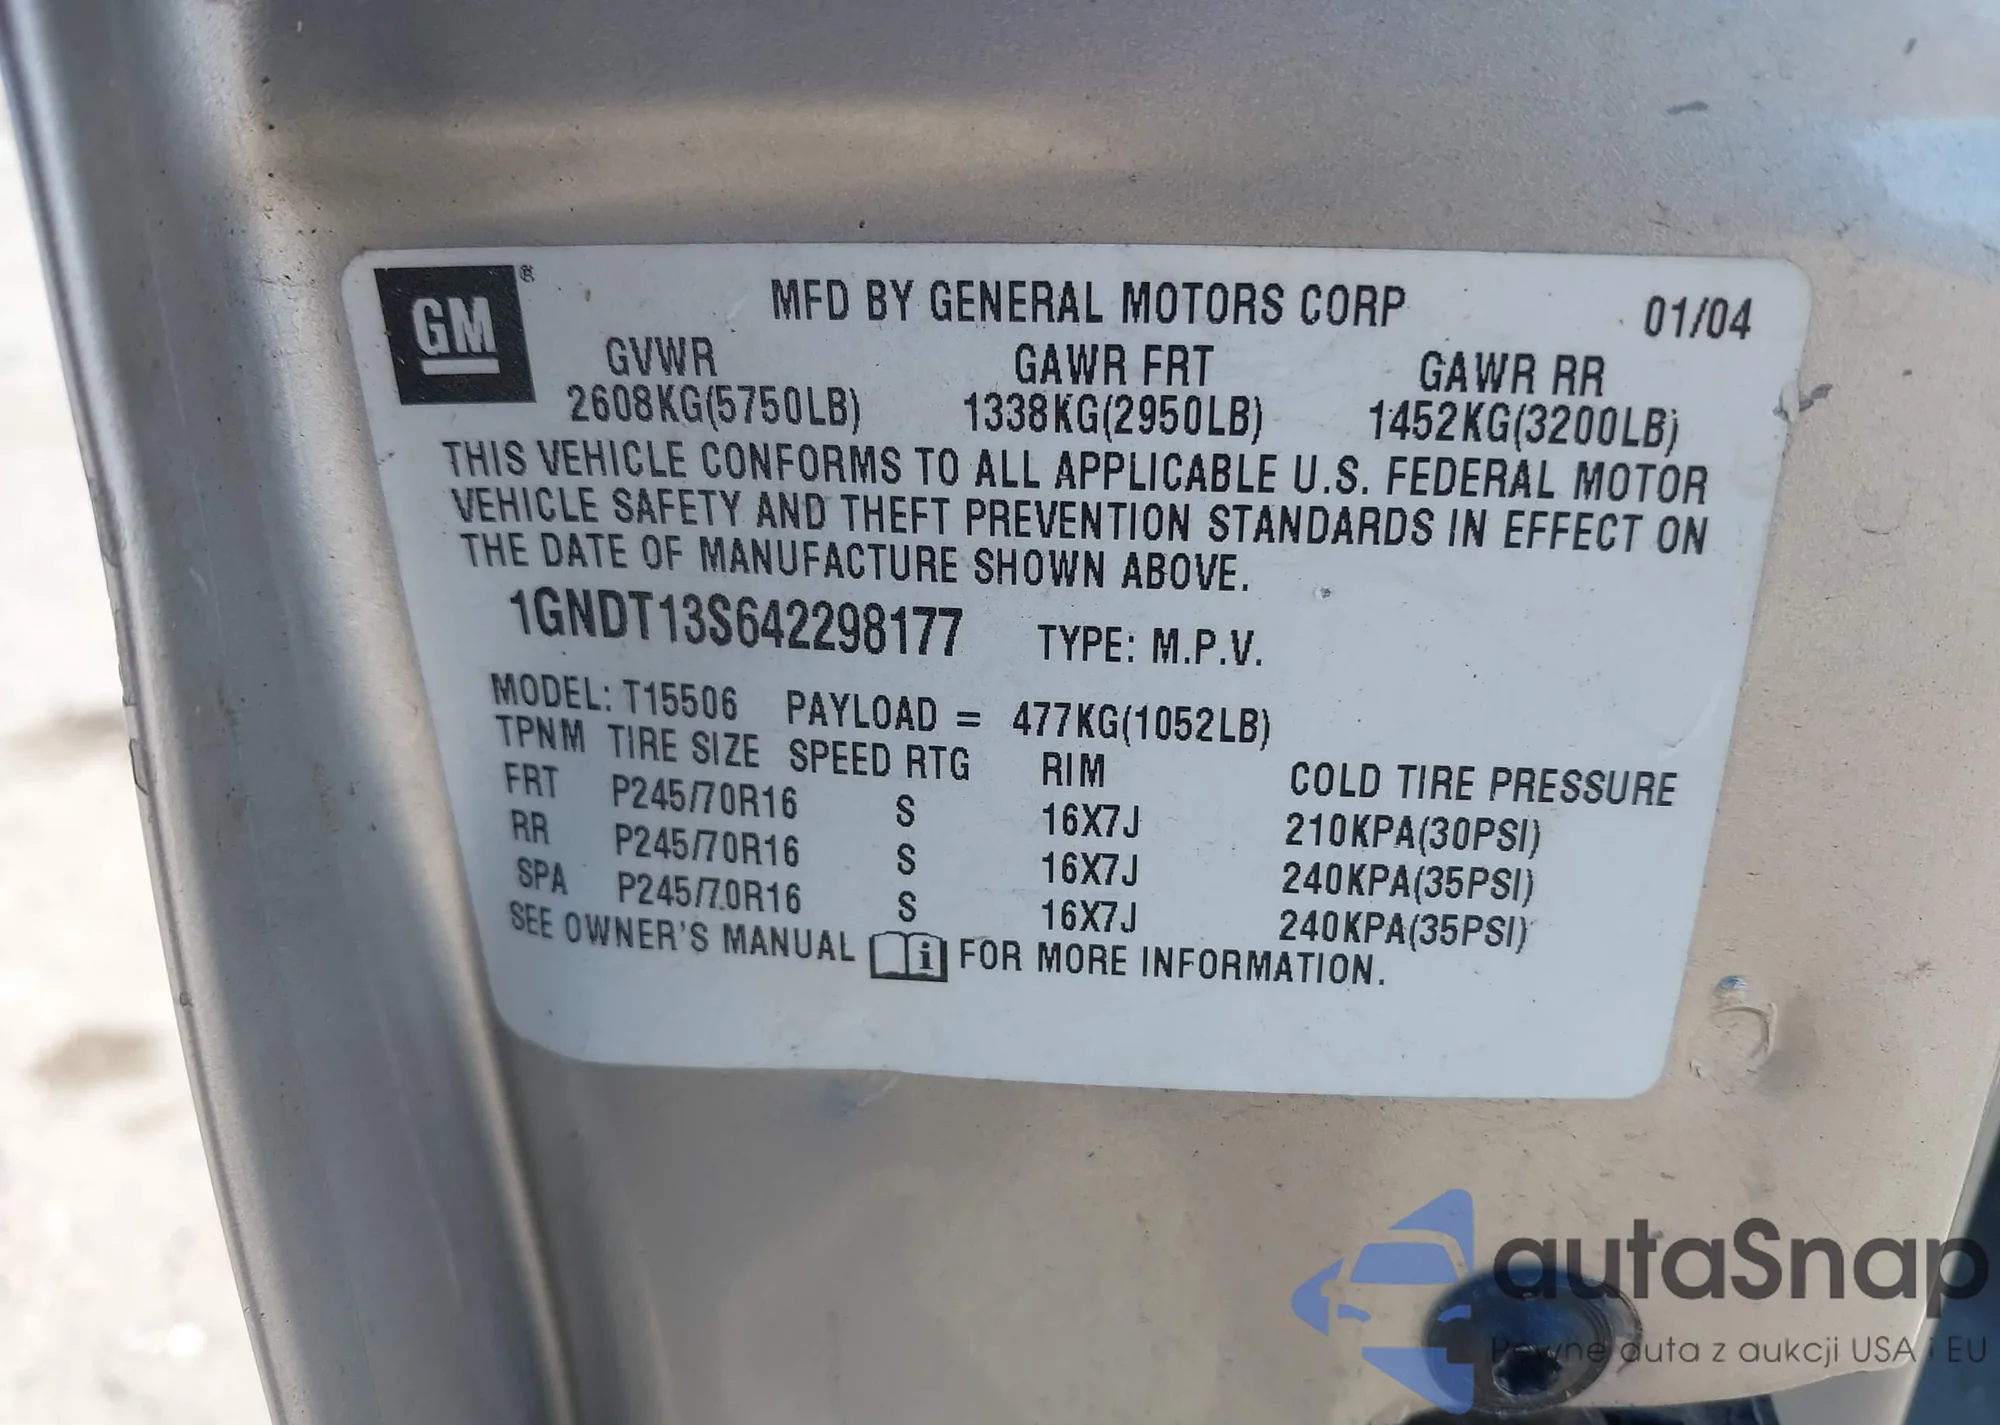 GM ®
MFD BY GENERAL MOTORS CORP 01/04
GVWR GAWR FRT GAWR RR
2608KG(5750LB) 1338KG(2950LB) 1452KG(3200LB)
THIS VEHICLE CONFORMS TO ALL APPLICABLE U.S. FEDERAL MOTOR
VEHICLE SAFETY AND THEFT PREVENTION STANDARDS IN EFFECT ON
THE DATE OF MANUFACTURE SHOWN ABOVE.
1GNDT13S642298177 TYPE: M.P.V.
MODEL: T15506 PAYLOAD = 477KG(1052LB)
TPNM TIRE SIZE SPEED RTG RIM COLD TIRE PRESSURE
FRT P245/70R16 S 16X7J 210KPA(30PSI)
RR P245/70R16 S 16X7J 240KPA(35PSI)
SPA P245/70R16 S 16X7J 240KPA(35PSI)
SEE OWNER'S MANUAL i FOR MORE INFORMATION.
autaSnap
Pewne auta z aukcji USA i EU